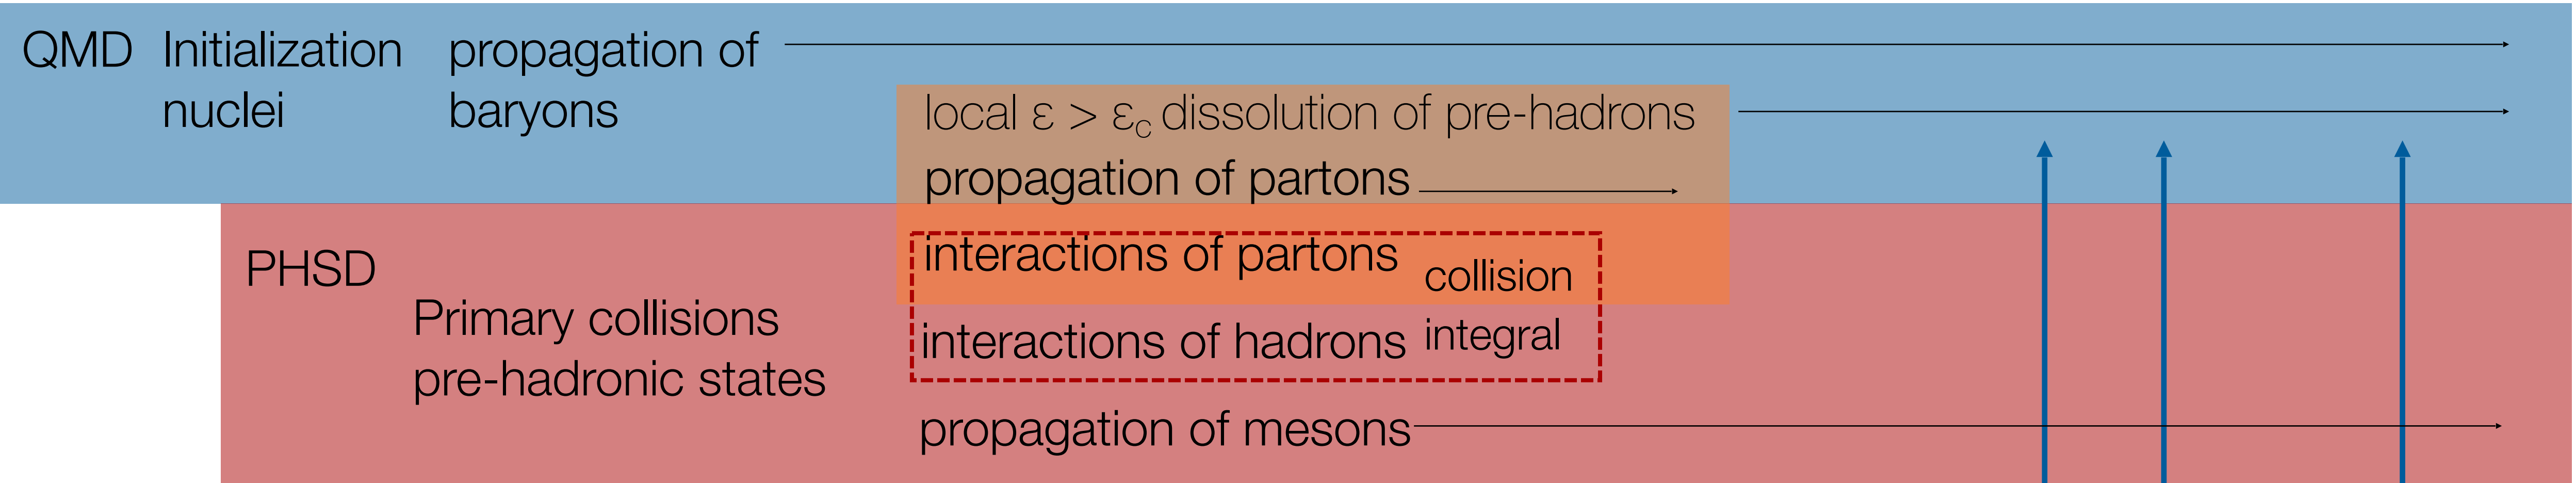 QMD Initialization propagation of
nuclei baryons
local ε > εc dissolution of pre-hadrons
propagation of partons
PHSD
interactions of partons collision
interactions of hadrons integral
Primary collisions
pre-hadronic states
propagation of mesons